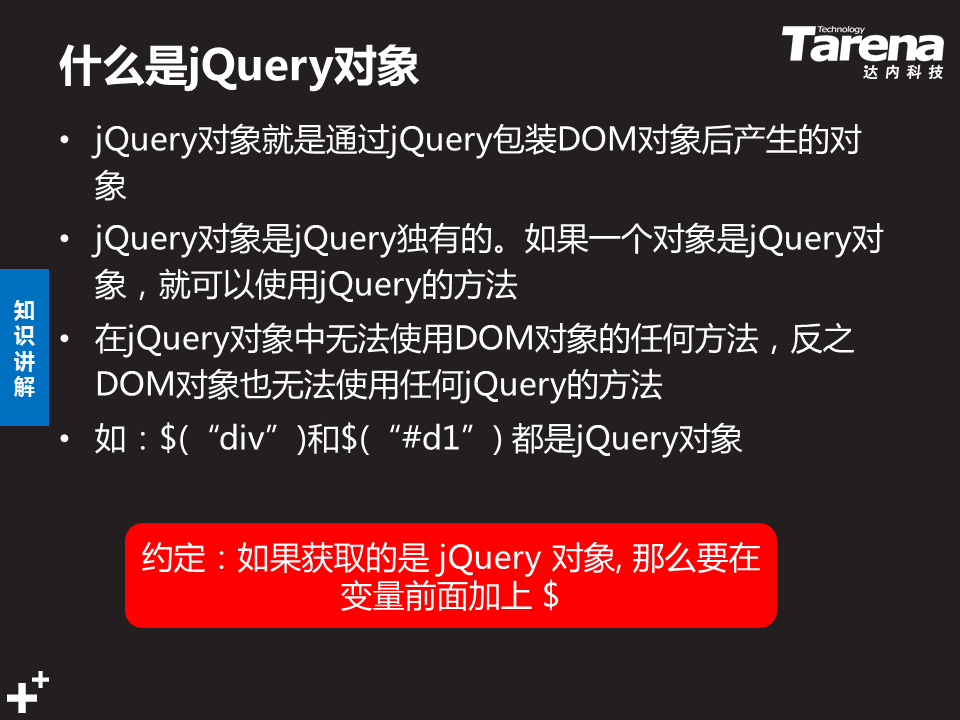 什么是jQuery对象
Technology
Tarena
达内科技
• jQuery对象就是通过jQuery包装DOM对象后产生的对
象
• jQuery对象是jQuery独有的。如果一个对象是jQuery对
象，就可以使用jQuery的方法
• 在jQuery对象中无法使用DOM对象的任何方法，反之
DOM对象也无法使用任何jQuery的方法
• 如：$(“div”)和$(“#d1”) 都是jQuery对象
知识讲解
约定：如果获取的是 jQuery 对象, 那么要在
变量前面加上 $